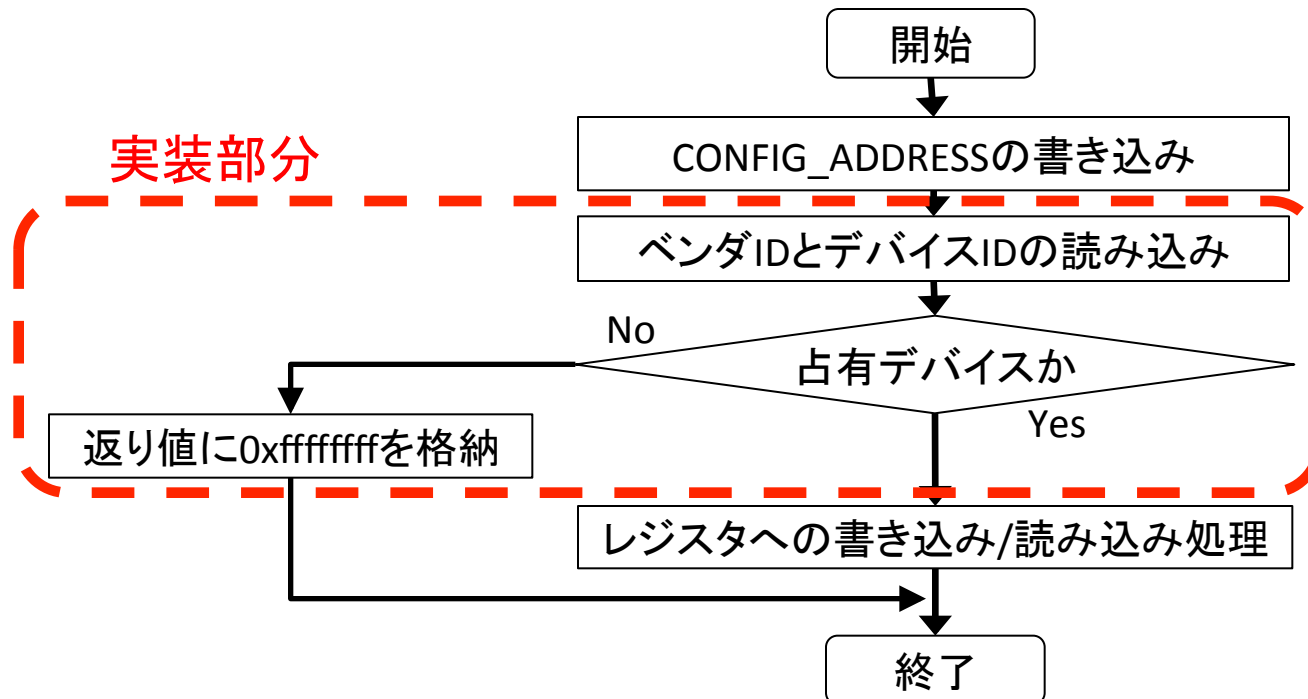 開始
CONFIG_ADDRESSの書き込み
実装部分
ベンダIDとデバイスIDの読み込み
No
占有デバイスか
Yes
返り値に0xffffffffを格納
レジスタへの書き込み/読み込み処理
終了